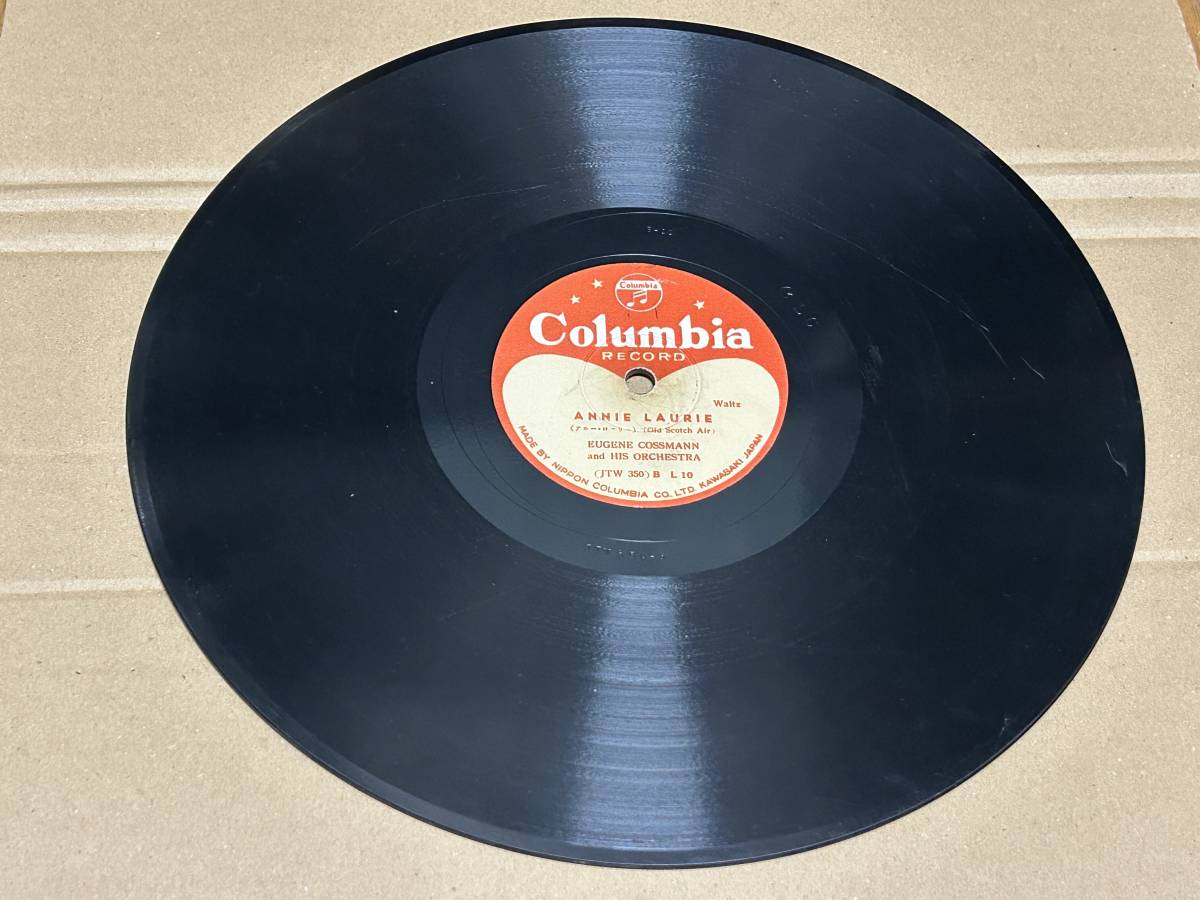 Columbia
Columbia
RECORD
Waltz
ANNIE LAURIE
(アニー・ローリー) (Old Scotch Air)
EUGENE COSSMANN
and HIS ORCHESTRA
(JTW 350) B L 10
MADE BY NIPPON COLUMBIA CO., LTD. KAWASAKI JAPAN